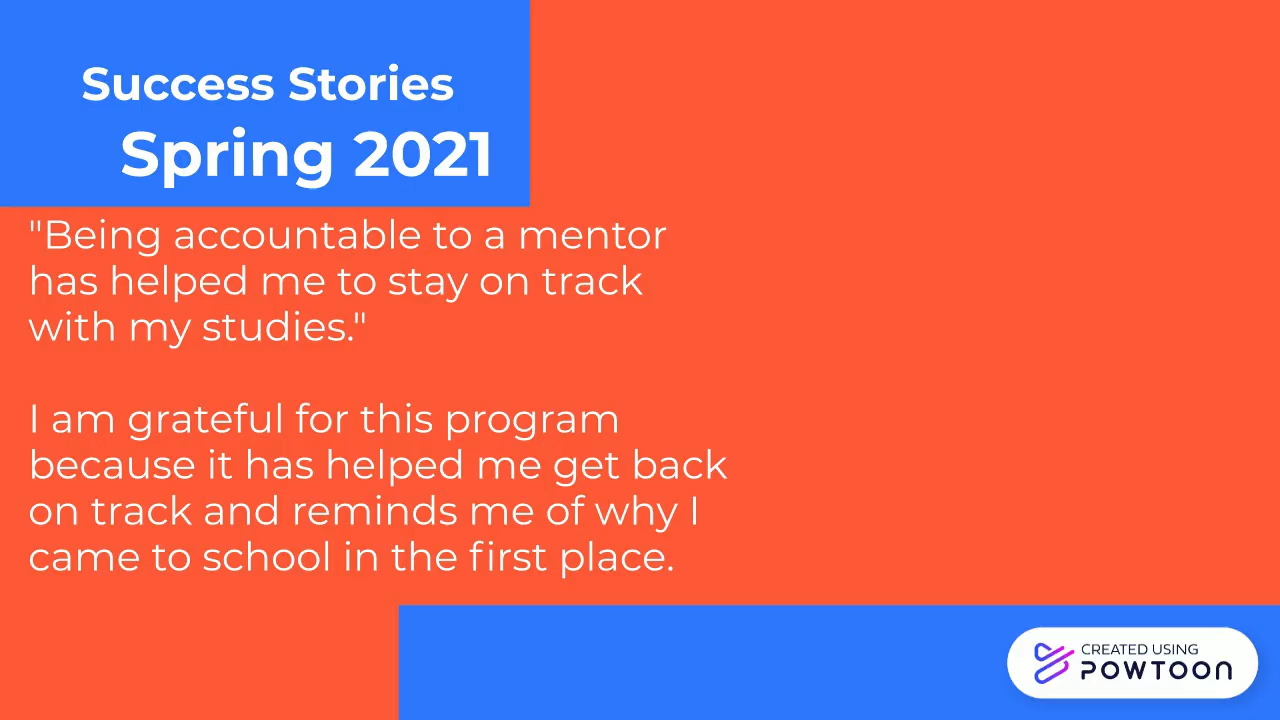 Success Stories
Spring 2021
"Being accountable to a mentor
has helped me to stay on track
with my studies."
I am grateful for this program
because it has helped me get back
on track and reminds me of why I
came to school in the first place.
CREATED USING
POWTOON